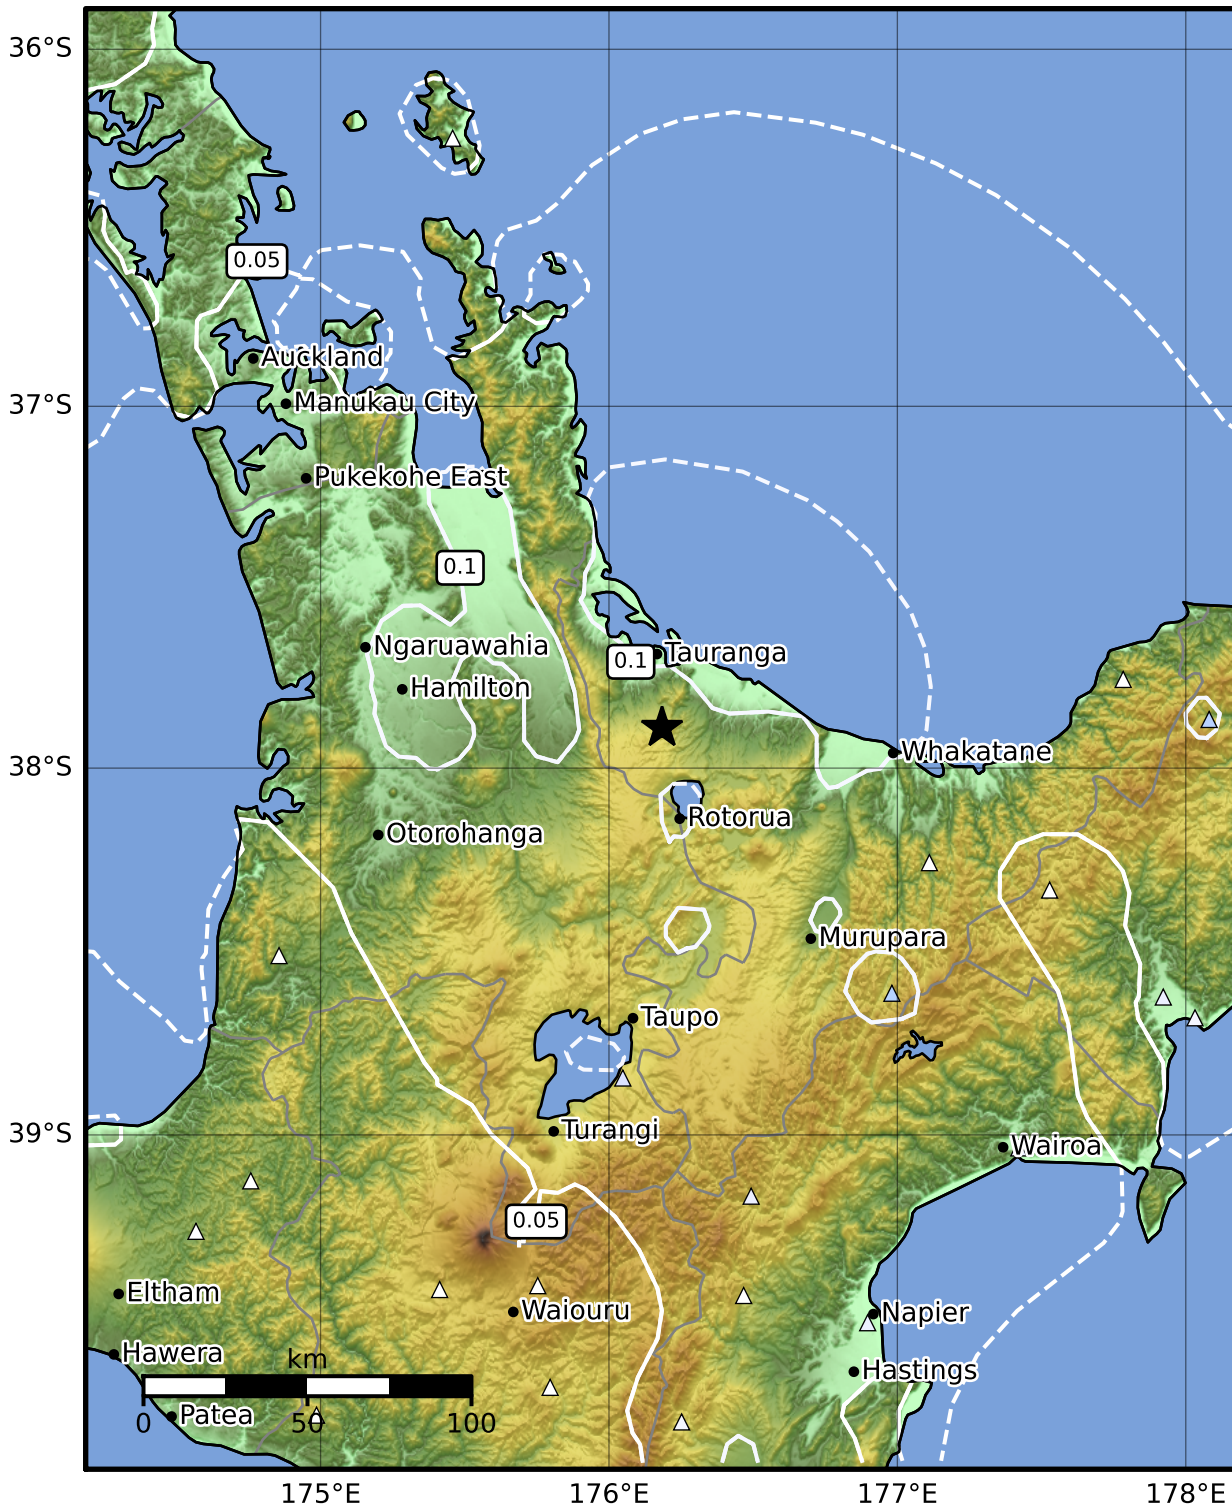 36°S
0.05
Auckland
37°S
Manukau City
Pukekohe East
0.1
Ngaruawahia
0.1
Tauranga
Hamilton
Whakatane
38°S
Rotorua
Otorohanga
Murupara
Taupo
39°S
Turangi
Wairoa
0.05
Eltham
Waiouru
Napier
Hawera
km
Hastings
Patea
0
50
100
175°E
176°E
177°E
178°E